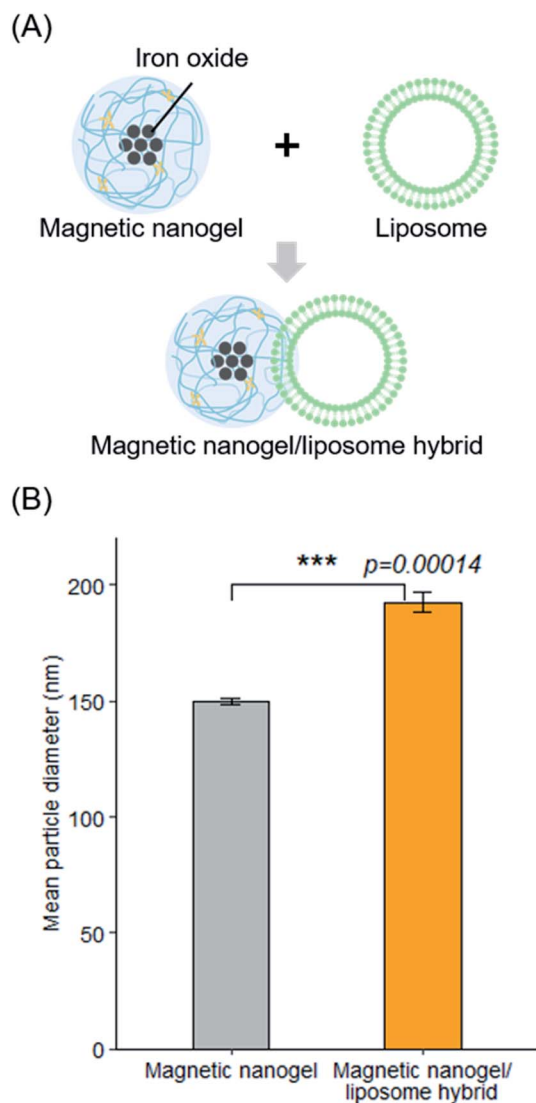 (A)
Iron oxide
+
Magnetic nanogel
Liposome
Magnetic nanogel/liposome hybrid
(B)
*** p=0.00014
Mean particle diameter (nm)
200
150
100
50
0
Magnetic nanogel
Magnetic nanogel/
liposome hybrid